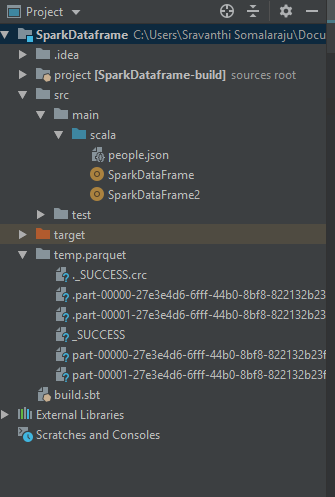 Project
SparkDataframe C:\Users\Sravanthi Somalaraju\Docu
.idea
project [SparkDataframe-build] sources root
src
main
scala
people.json
SparkDataFrame
SparkDataFrame2
test
target
temp.parquet
._SUCCESS.crc
.part-00000-27e3e4d6-6fff-44b0-8bf8-822132b23
.part-00001-27e3e4d6-6fff-44b0-8bf8-822132b23
_SUCCESS
part-00000-27e3e4d6-6fff-44b0-8bf8-822132b23f
part-00001-27e3e4d6-6fff-44b0-8bf8-822132b23f
build.sbt
External Libraries
Scratches and Consoles